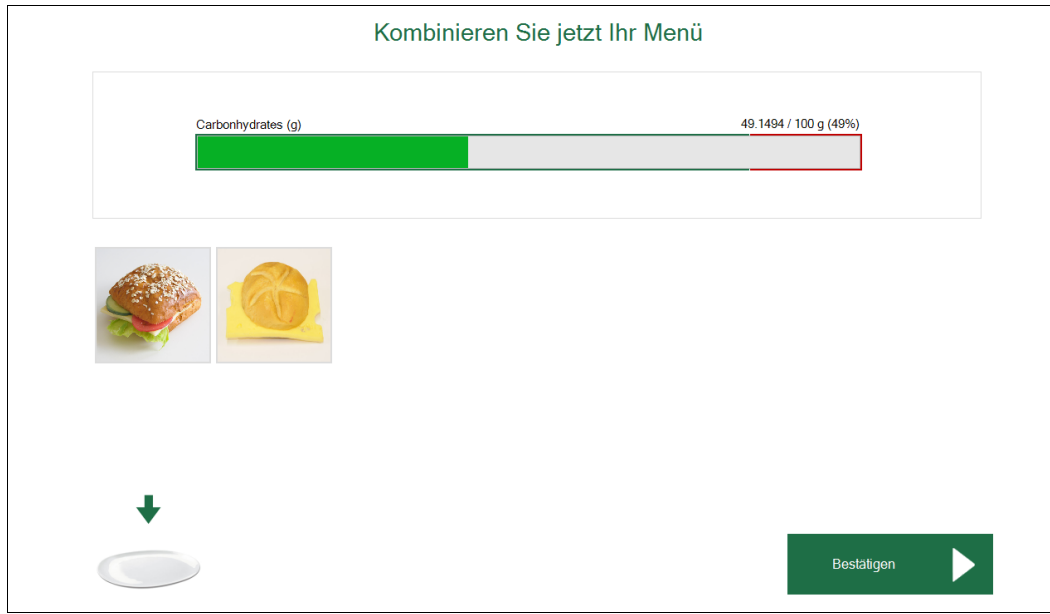 Kombinieren Sie jetzt Ihr Menü
Carbonhydrates (g) 49.1494 / 100 g (49%)
Bestätigen